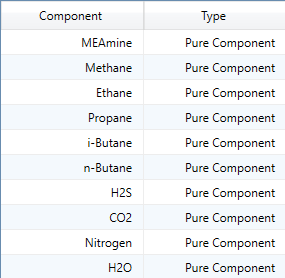 Component Type
MEAmine Pure Component
Methane Pure Component
Ethane Pure Component
Propane Pure Component
i-Butane Pure Component
n-Butane Pure Component
H2S Pure Component
CO2 Pure Component
Nitrogen Pure Component
H2O Pure Component